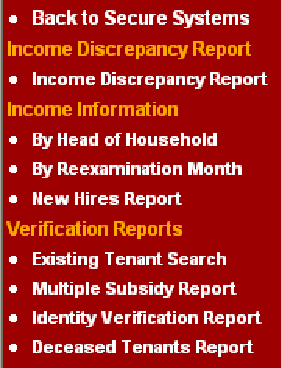 • Back to Secure Systems
Income Discrepancy Report
• Income Discrepancy Report
Income Information
• By Head of Household
• By Reexamination Month
• New Hires Report
Verification Reports
• Existing Tenant Search
• Multiple Subsidy Report
• Identity Verification Report
• Deceased Tenants Report